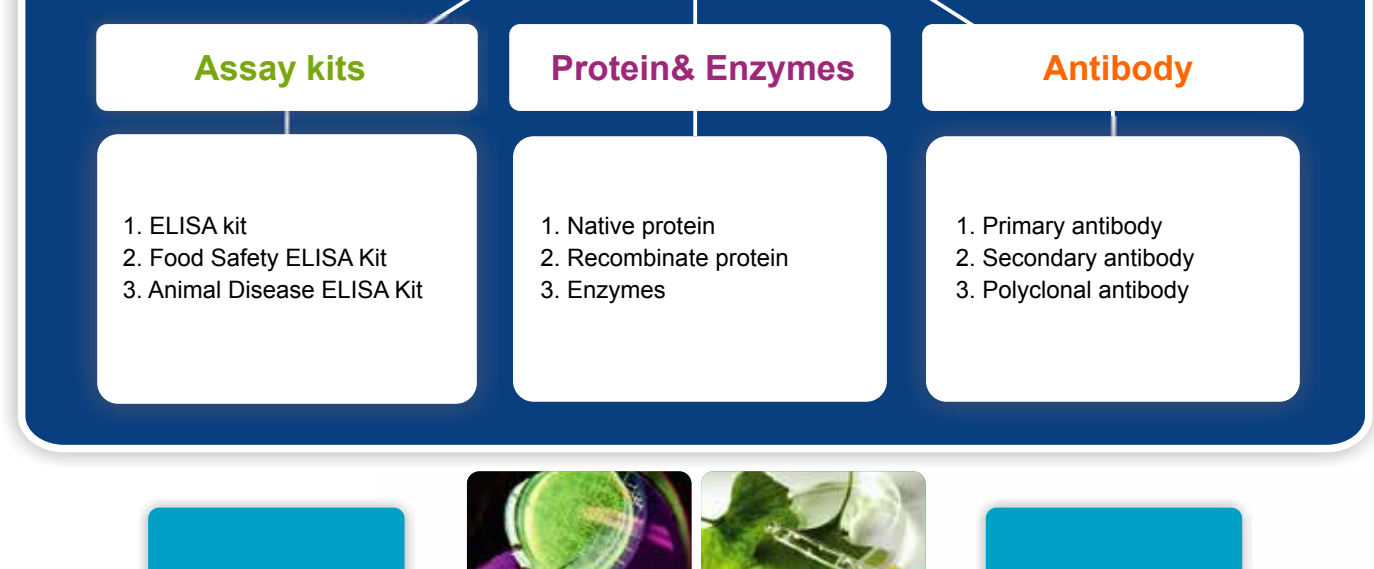 Assay kits
Protein& Enzymes
Antibody
1. ELISA kit
2. Food Safety ELISA Kit
3. Animal Disease ELISA Kit
1. Native protein
2. Recombinate protein
3. Enzymes
1. Primary antibody
2. Secondary antibody
3. Polyclonal antibody